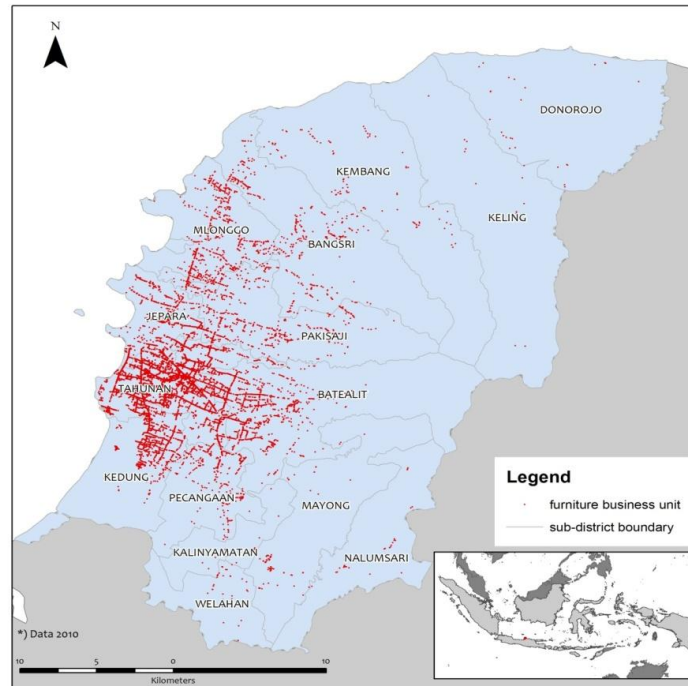 N
DONOROJO
KEMBANG
KELING
MLONGGO
BANGSRI
JEPARA
PAKISAJI
TAHUNAN
BATEALIT
KEDUNG
PECANGAAN
MAYONG
KALINYAMATAN
NALUMSARI
WELAHAN
Legend
furniture business unit
sub-district boundary
*) Data 2010
10 5 0 10
Kilometers